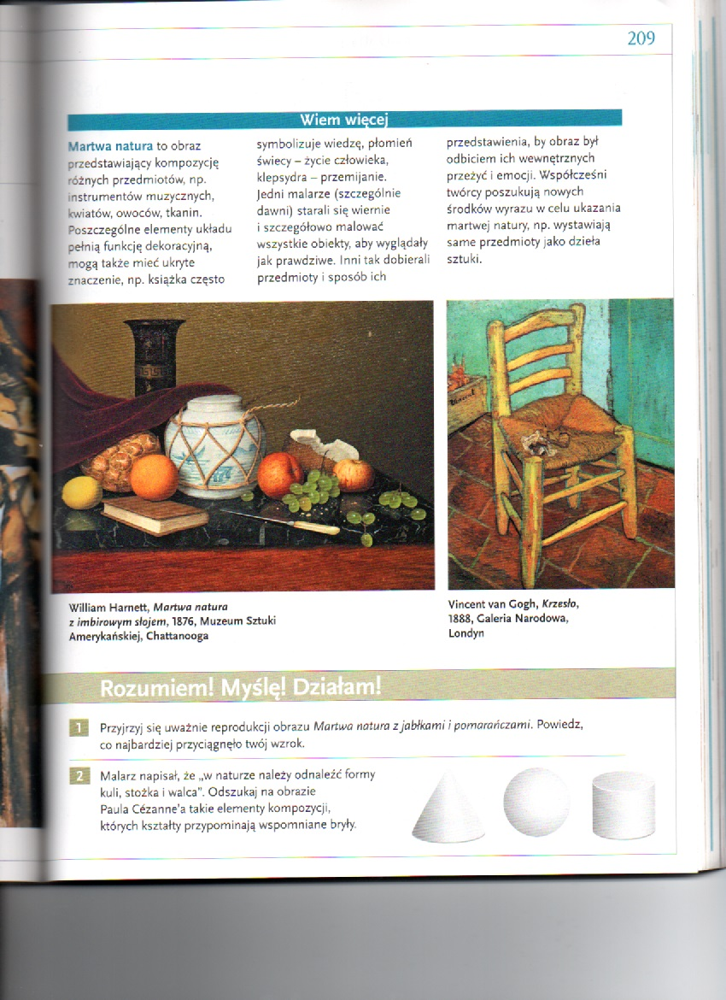 209
Wiem więcej
Martwa natura to obraz
przedstawiający kompozycję
różnych przedmiotów, np.
instrumentów muzycznych,
kwiatów, owoców, tkanin.
Poszczególne elementy układu
pełnią funkcję dekoracyjną,
mogą także mieć ukryte
znaczenie, np. książka często
symbolizuje wiedzę, płomień
świecy – życie człowieka,
klepsydra – przemijanie.
Jedni malarze (szczególnie
dawni) starali się wiernie
i szczegółowo malować
wszystkie obiekty, aby wyglądały
jak prawdziwe. Inni tak dobierali
przedmioty i sposób ich
przedstawienia, by obraz był
odbiciem ich wewnętrznych
przeżyć i emocji. Współcześni
twórcy poszukują nowych
środków wyrazu w celu ukazania
martwej natury, np. wystawiają
same przedmioty jako dzieła
sztuki.
Vincent
William Harnett, Martwa natura
z imbirowym słojem, 1876, Muzeum Sztuki
Amerykańskiej, Chattanooga
Vincent van Gogh, Krzesło,
1888, Galeria Narodowa,
Londyn
Rozumiem! Myślę! Działam!
1 Przyjrzyj się uważnie reprodukcji obrazu Martwa natura z jabłkami i pomarańczami. Powiedz,
co najbardziej przyciągnęło twój wzrok.
2 Malarz napisał, że „w naturze należy odnaleźć formy
kuli, stożka i walca”. Odszukaj na obrazie
Paula Cézanne'a takie elementy kompozycji,
których kształty przypominają wspomniane bryły.